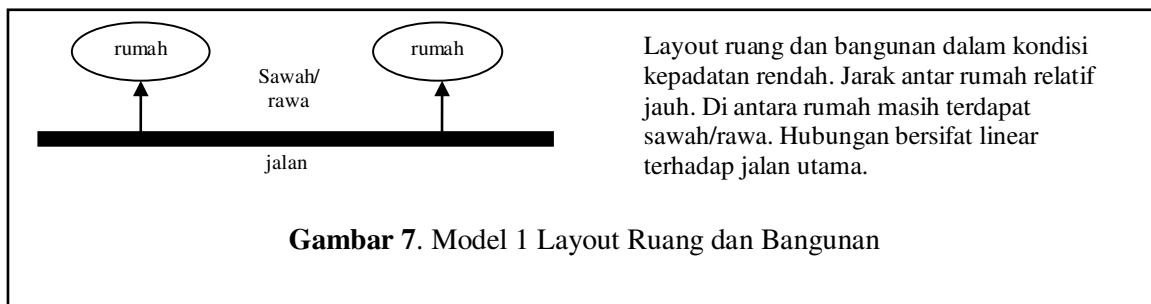 rumah
rumah
Sawah/
rawa
jalan
Layout ruang dan bangunan dalam kondisi
kepadatan rendah. Jarak antar rumah relatif
jauh. Di antara rumah masih terdapat
sawah/rawa. Hubungan bersifat linear
terhadap jalan utama.
Gambar 7. Model 1 Layout Ruang dan Bangunan